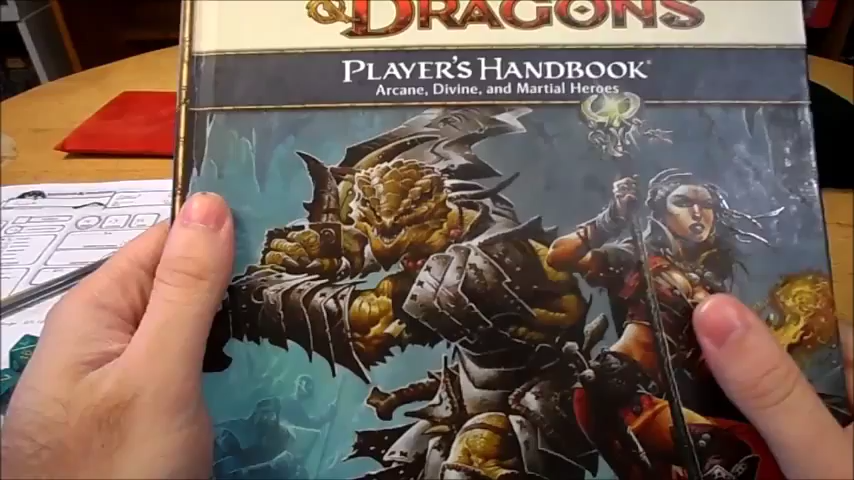 & DRAGONS
PLAYER'S HANDBOOK®
Arcane, Divine, and Martial Heroes